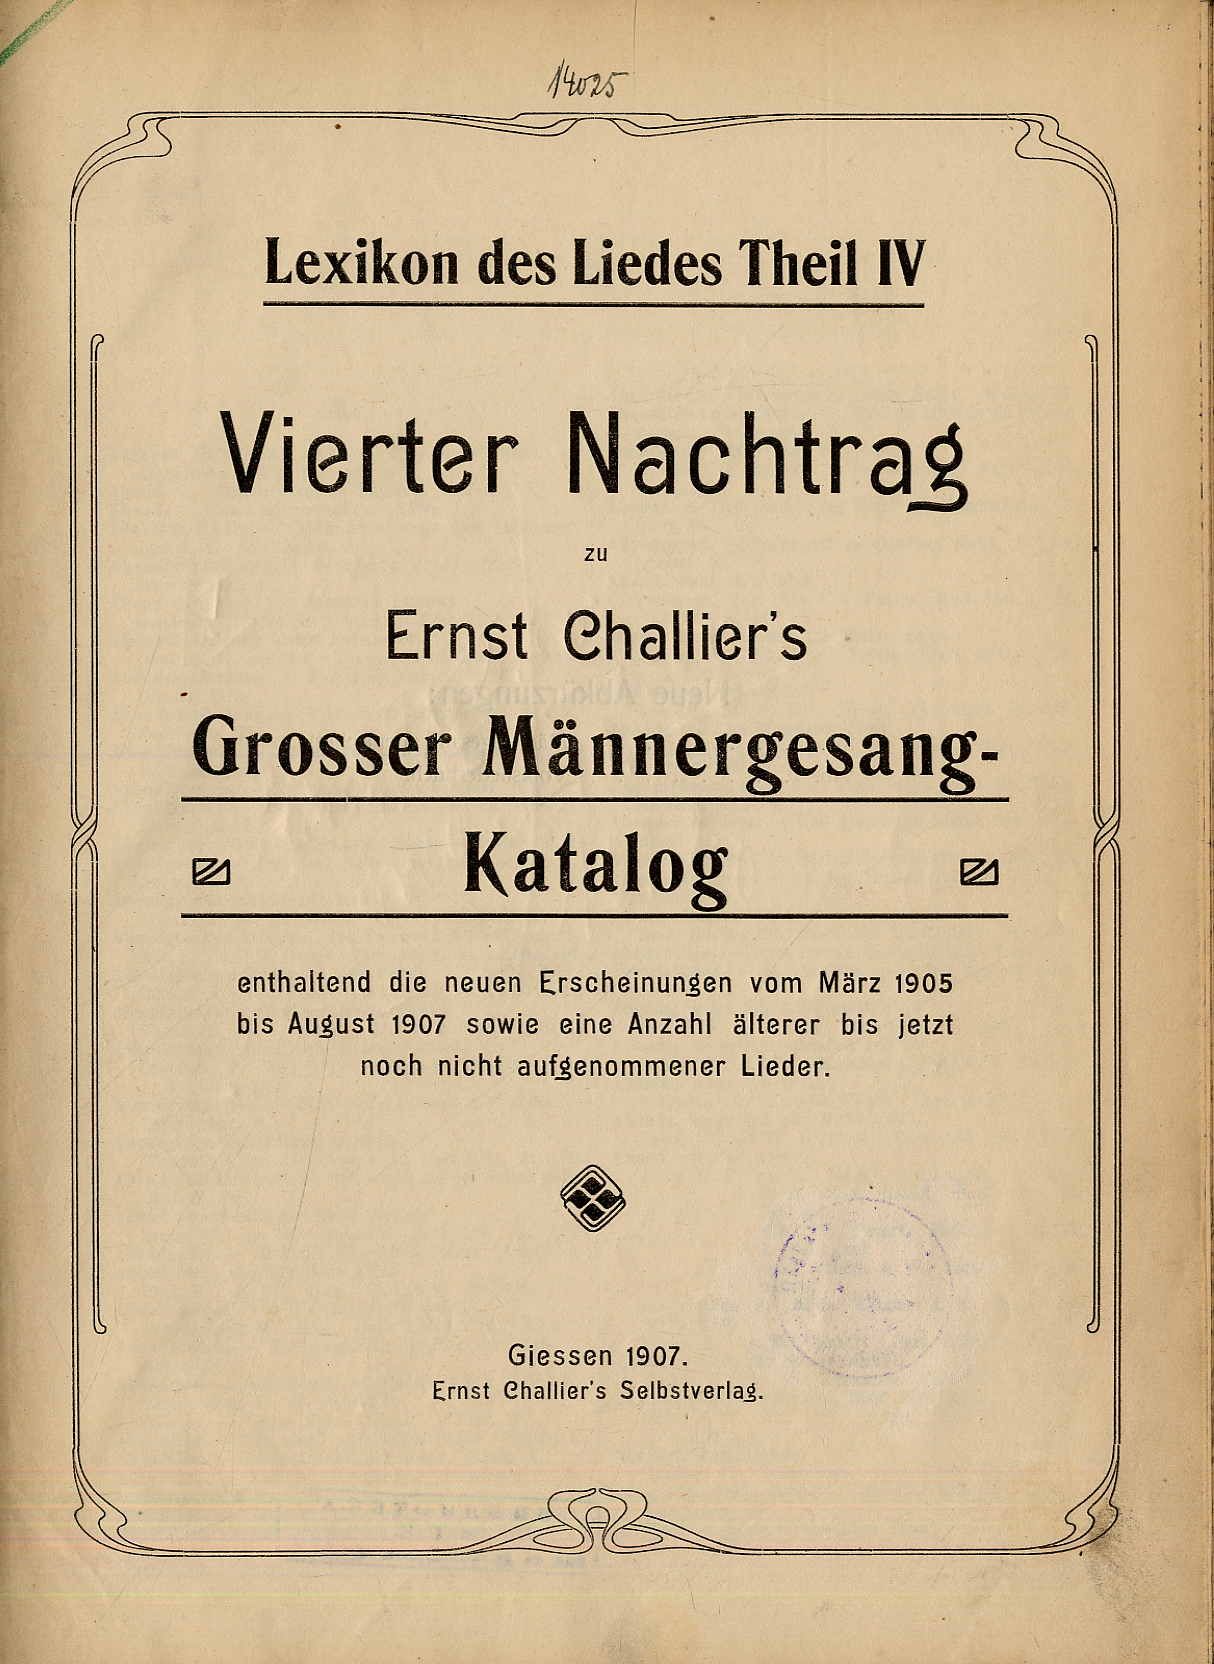 14025
Lexikon des Liedes Theil IV
Vierter Nachtrag
zu
Ernst Challier's
Grosser Männergesang-
Katalog
enthaltend die neuen Erscheinungen vom März 1905
bis August 1907 sowie eine Anzahl älterer bis jetzt
noch nicht aufgenommener Lieder.
Giessen 1907.
Ernst Challier's Selbstverlag.